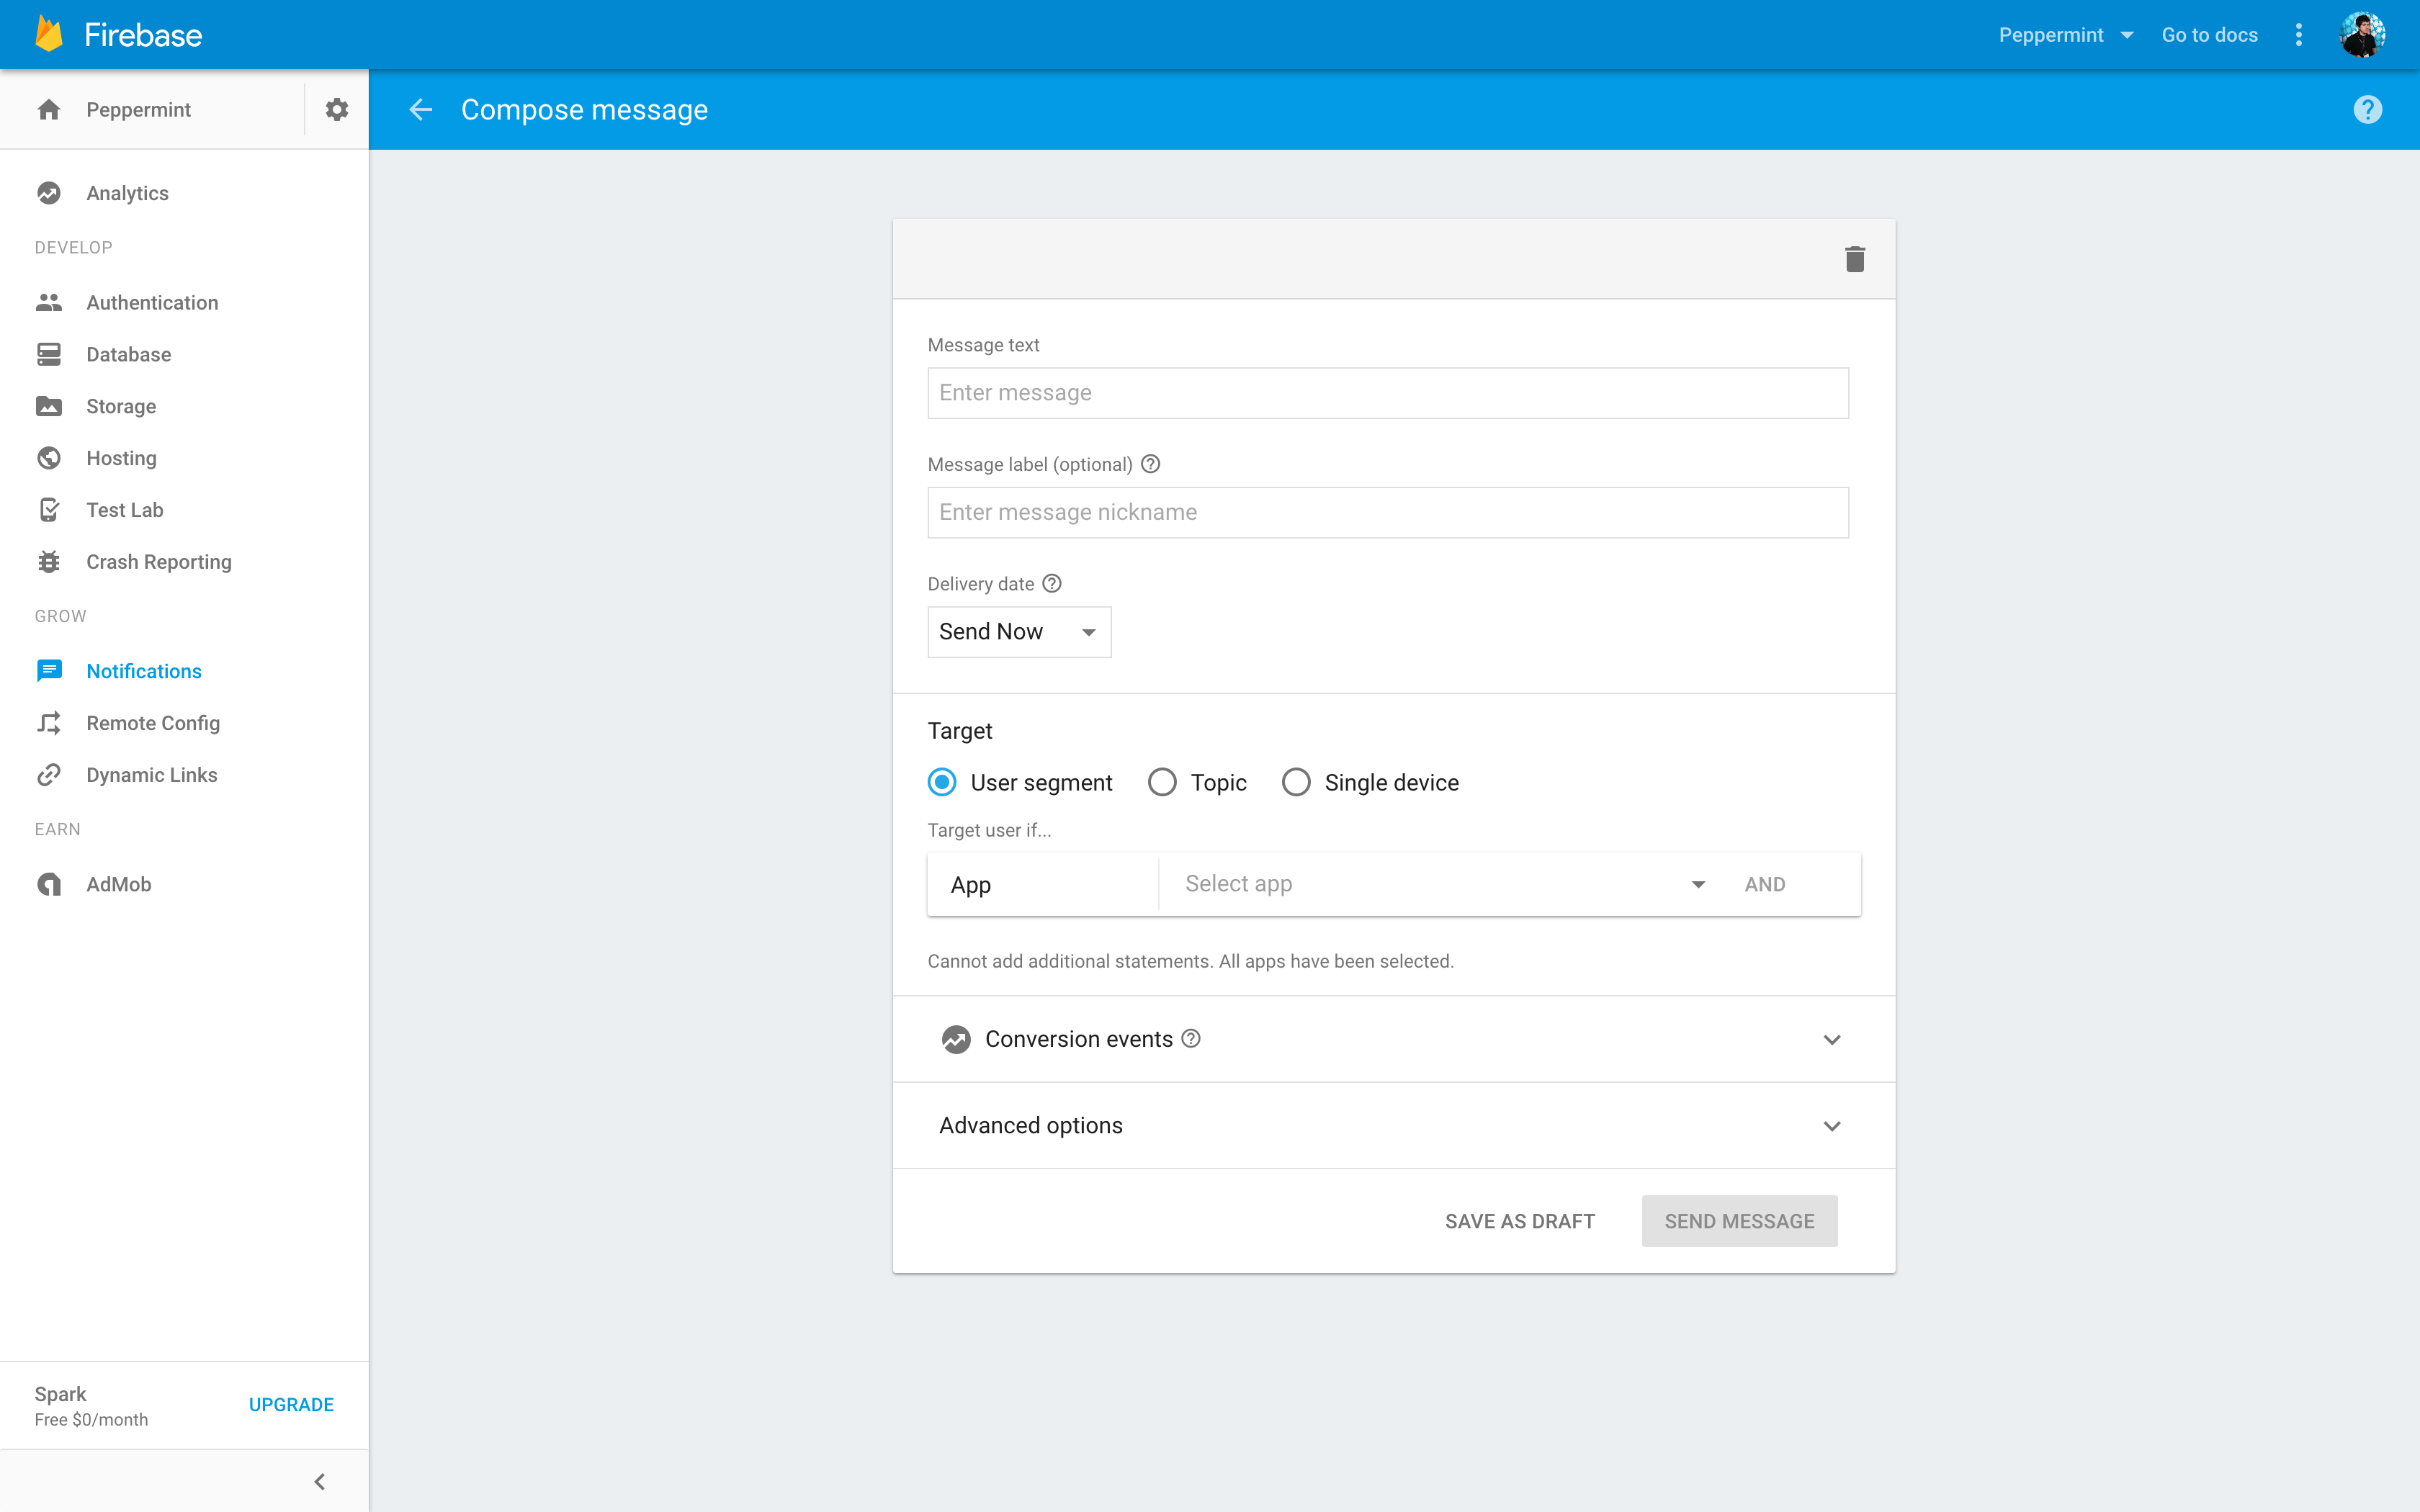 Firebase
Peppermint
Go to docs
Peppermint
Compose message
Analytics
DEVELOP
Authentication
Database
Storage
Hosting
Test Lab
Crash Reporting
GROW
Notifications
Remote Config
Dynamic Links
EARN
AdMob
Spark
Free $0/month
UPGRADE
Message text
Enter message
Message label (optional)
Enter message nickname
Delivery date
Send Now
Target
User segment Topic Single device
Target user if...
App Select app AND
Cannot add additional statements. All apps have been selected.
Conversion events
Advanced options
SAVE AS DRAFT SEND MESSAGE